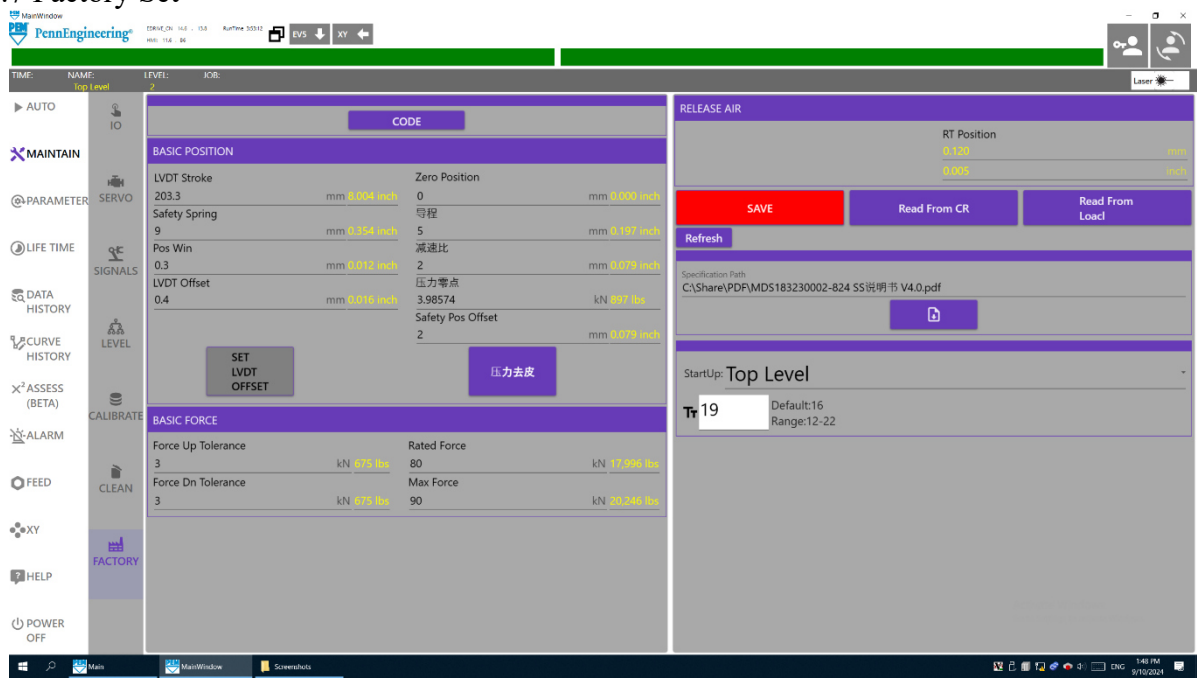 MainWindow
PEM PennEngineering®
EVS XY
TIME: NAME: LEVEL: JOB:
Top Level 2
Laser
AUTO
MAINTAIN
PARAMETER
LIFE TIME
DATA HISTORY
CURVE HISTORY
X² ASSESS (BETA)
ALARM
FEED
XY
HELP
POWER OFF
IO
SERVO
SIGNALS
LEVEL
CALIBRATE
CLEAN
FACTORY
CODE
BASIC POSITION
LVDT Stroke
203.3 mm 8.004 inch
Safety Spring
9 mm 0.354 inch
Pos Win
0.3 mm 0.012 inch
LVDT Offset
0.4 mm 0.016 inch
Zero Position
0 mm 0.000 inch
导程
5 mm 0.197 inch
减速比
2 mm 0.079 inch
压力零点
3.98574 kN 897 lbs
Safety Pos Offset
2 mm 0.079 inch
SET
LVDT
OFFSET
压力去皮
BASIC FORCE
Force Up Tolerance
3 kN 675 lbs
Force Dn Tolerance
3 kN 675 lbs
Rated Force
80 kN 17,996 lbs
Max Force
90 kN 20,246 lbs
RELEASE AIR
RT Position
0.120 mm
0.005 inch
SAVE
Read From CR
Read From
Loacl
Refresh
Specification Path
C:\Share\PDF\MDS183230002-824 SS说明书 V4.0.pdf
StartUp: Top Level
19
Default:16
Range:12-22
Main
MainWindow
Screenshots
ENG
1:48 PM
9/10/2024